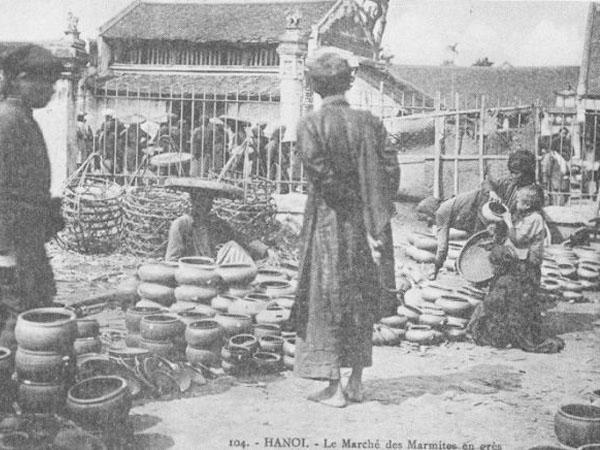 104. - HANOI. - Le Marché des Marmites en grès